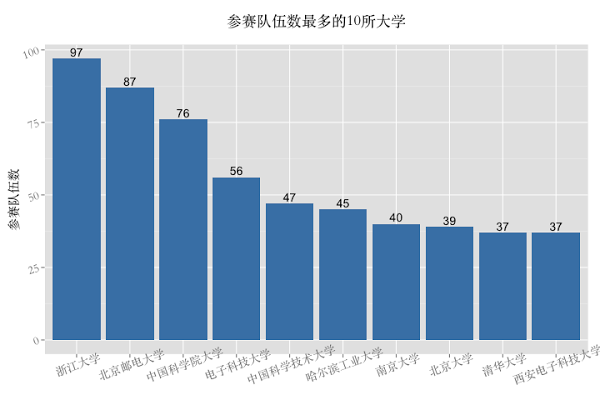 参赛队伍数最多的10所大学
参赛队伍数
100
75
50
25
0
97
87
76
56
47
45
40
39
37
37
浙江大学
北京邮电大学
中国科学院大学
电子科技大学
中国科学技术大学
哈尔滨工业大学
南京大学
北京大学
清华大学
西安电子科技大学